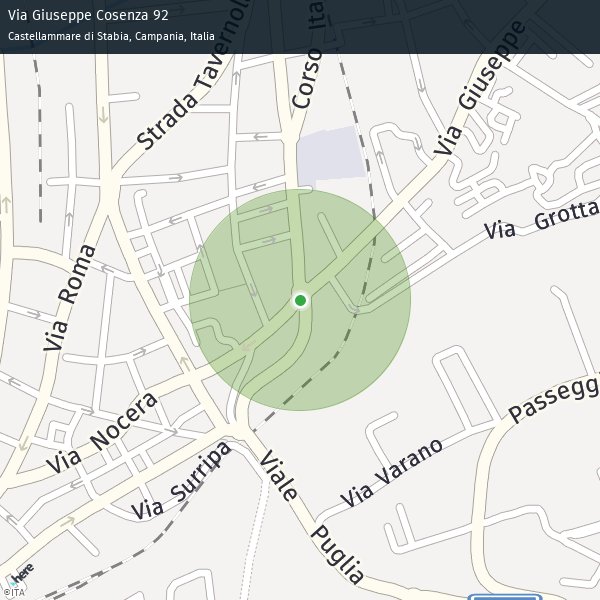 Via Giuseppe Cosenza 92
Castellammare di Stabia, Campania, Italia
Strada Tavernol
Corso Ita
Via Giuseppe
Via Grotta
Via Roma
Via Nocera
Via Surripa
Viale Puglia
Via Varano
Passegg
here
©ITA